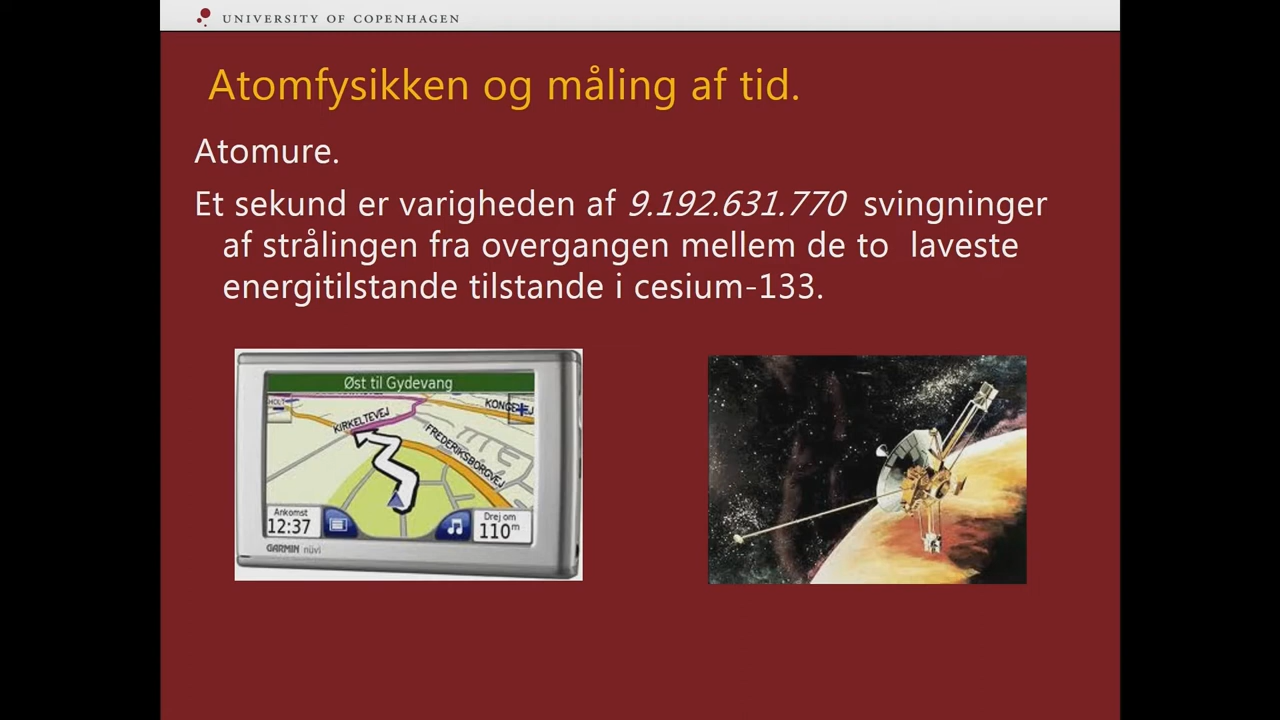 UNIVERSITY OF COPENHAGEN
Atomfysikken og måling af tid.
Atomure.
Et sekund er varigheden af 9.192.631.770 svingninger
af strålingen fra overgangen mellem de to laveste
energitilstande tilstande i cesium-133.
Øst til Gydevang
HOLT
KIRKELTEVEJ
FREDERIKSBORGVEJ
Ankomst
12:37
Drej om
110m
GARMIN nüvi